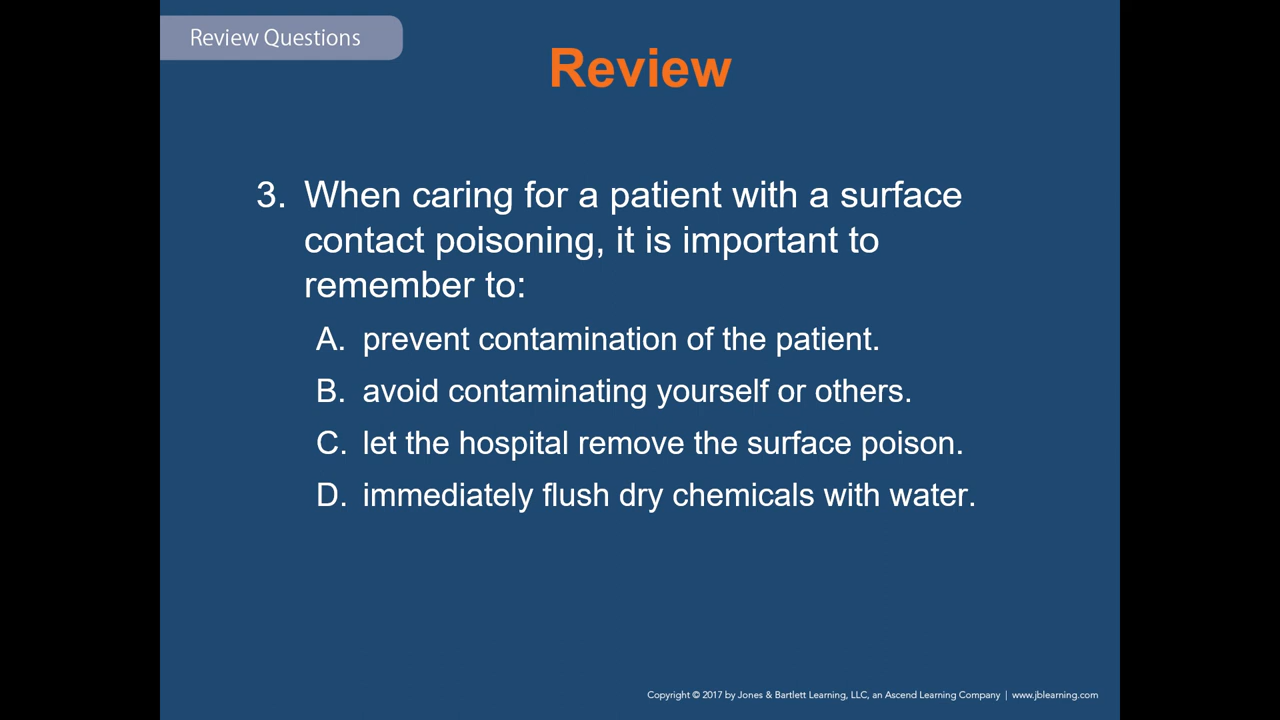 Review Questions
Review
3. When caring for a patient with a surface
contact poisoning, it is important to
remember to:
A. prevent contamination of the patient.
B. avoid contaminating yourself or others.
C. let the hospital remove the surface poison.
D. immediately flush dry chemicals with water.
Copyright © 2017 by Jones & Bartlett Learning, LLC, an Ascend Learning Company | www.jblearning.com